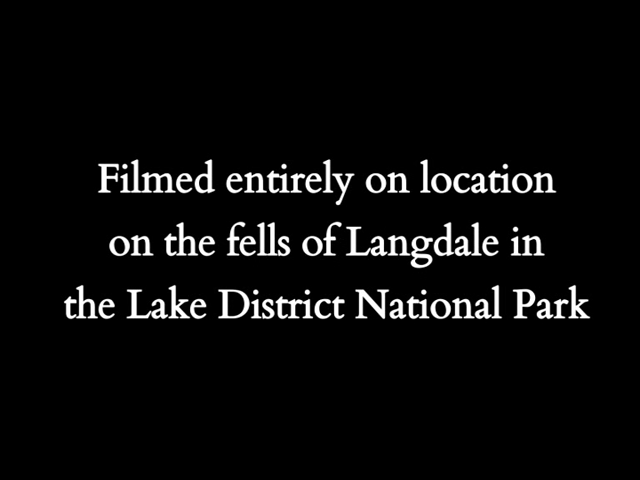 Filmed entirely on location
on the fells of Langdale in
the Lake District National Park